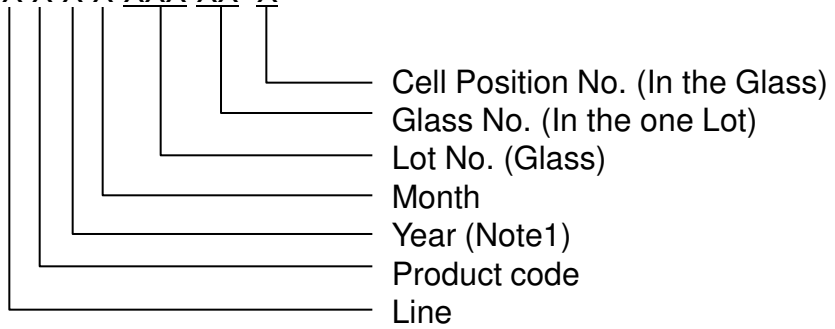 Cell Position No. (In the Glass)
Glass No. (In the one Lot)
Lot No. (Glass)
Month
Year (Note1)
Product code
Line